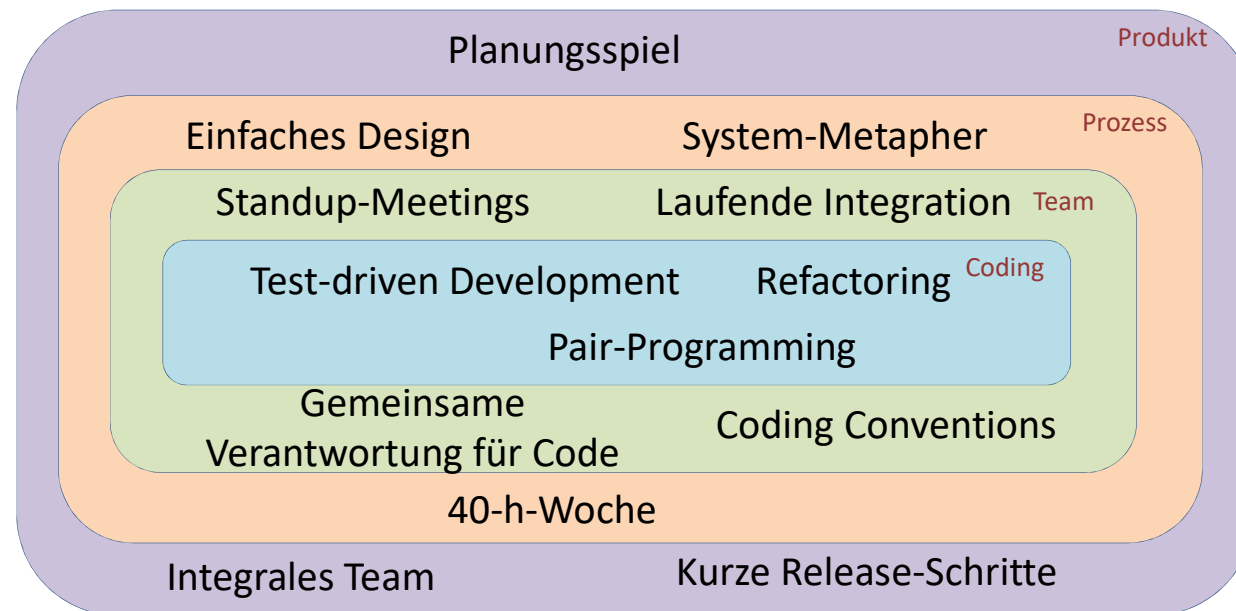 Planungsspiel
Produkt
Einfaches Design
System-Metapher
Prozess
Standup-Meetings
Laufende Integration
Team
Test-driven Development
Refactoring
Coding
Pair-Programming
Gemeinsame
Verantwortung für Code
Coding Conventions
40-h-Woche
Integrales Team
Kurze Release-Schritte